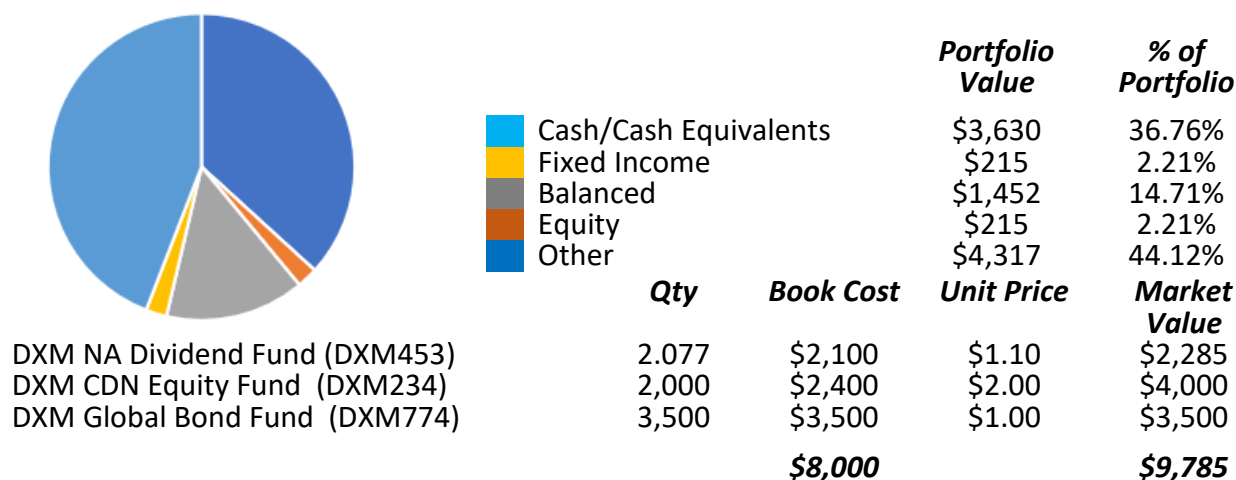 Portfolio Value % of Portfolio
Cash/Cash Equivalents $3,630 36.76%
Fixed Income $215 2.21%
Balanced $1,452 14.71%
Equity $215 2.21%
Other $4,317 44.12%
Qty Book Cost Unit Price Market Value
DXM NA Dividend Fund (DXM453) 2.077 $2,100 $1.10 $2,285
DXM CDN Equity Fund (DXM234) 2,000 $2,400 $2.00 $4,000
DXM Global Bond Fund (DXM774) 3,500 $3,500 $1.00 $3,500
$8,000 $9,785